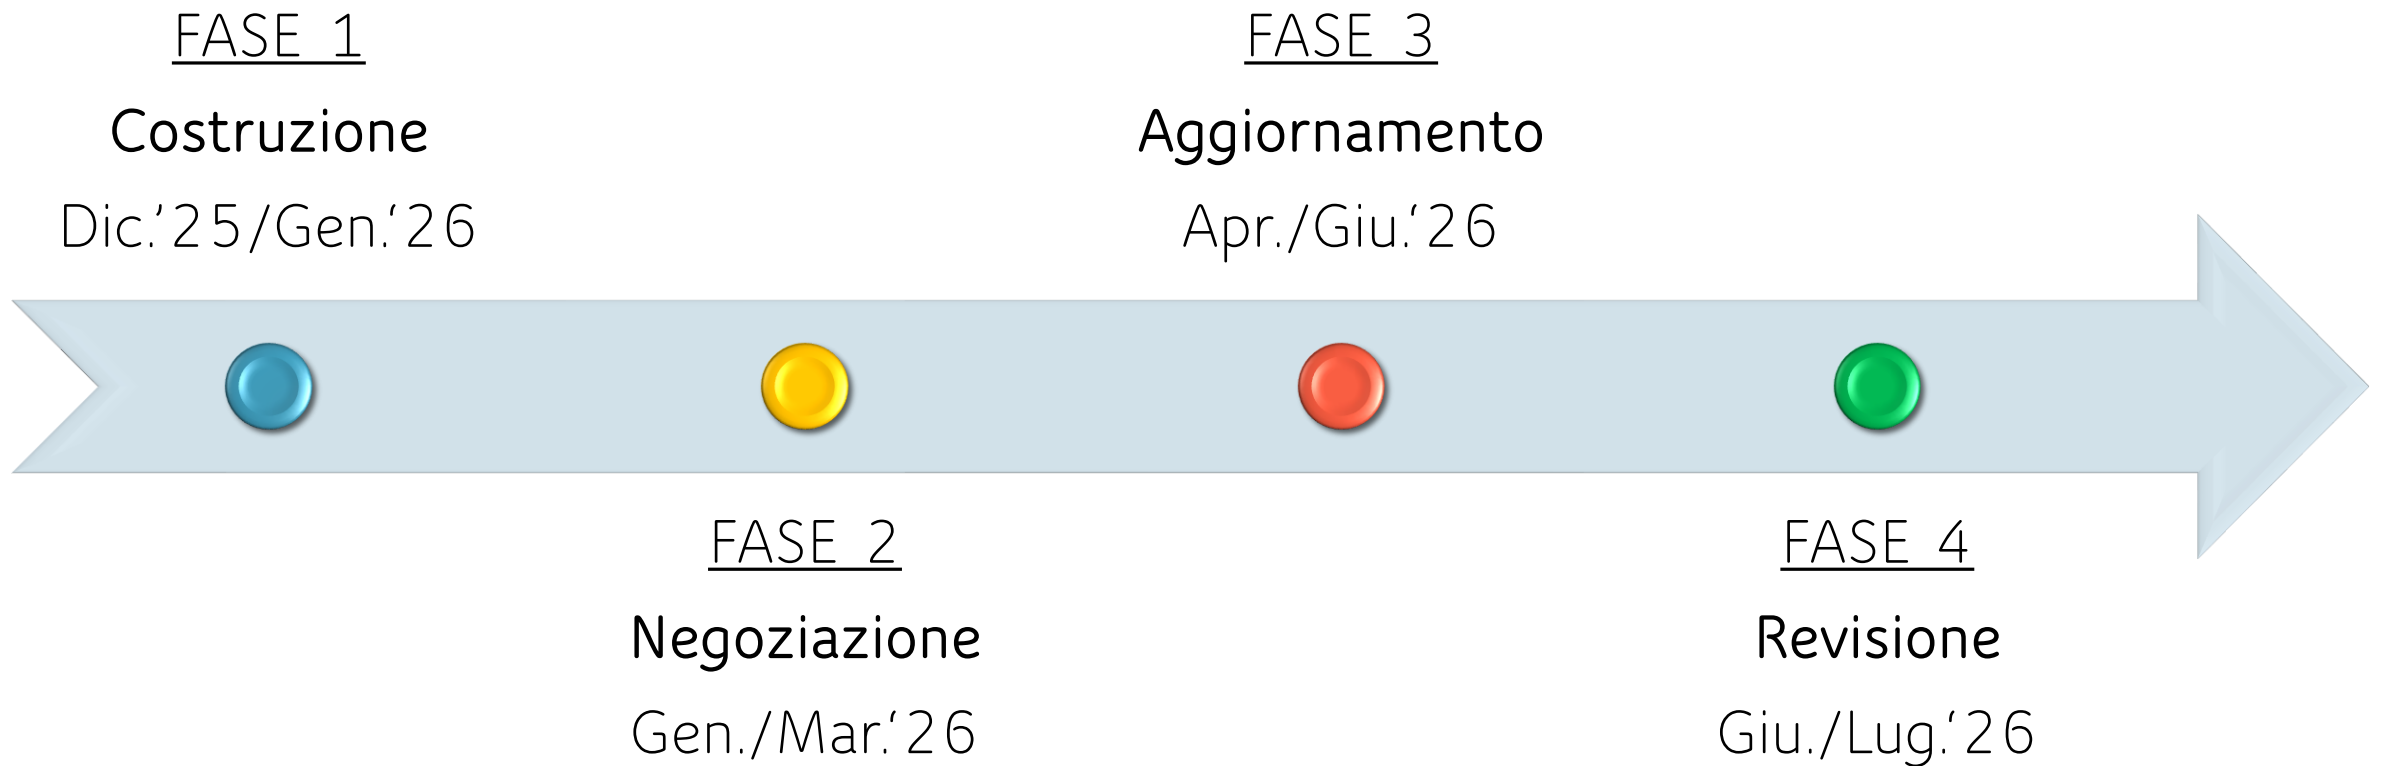 FASE 1
Costruzione
Dic.’25/Gen.‘26
FASE 2
Negoziazione
Gen./Mar.‘26
FASE 3
Aggiornamento
Apr./Giu.‘26
FASE 4
Revisione
Giu./Lug.‘26